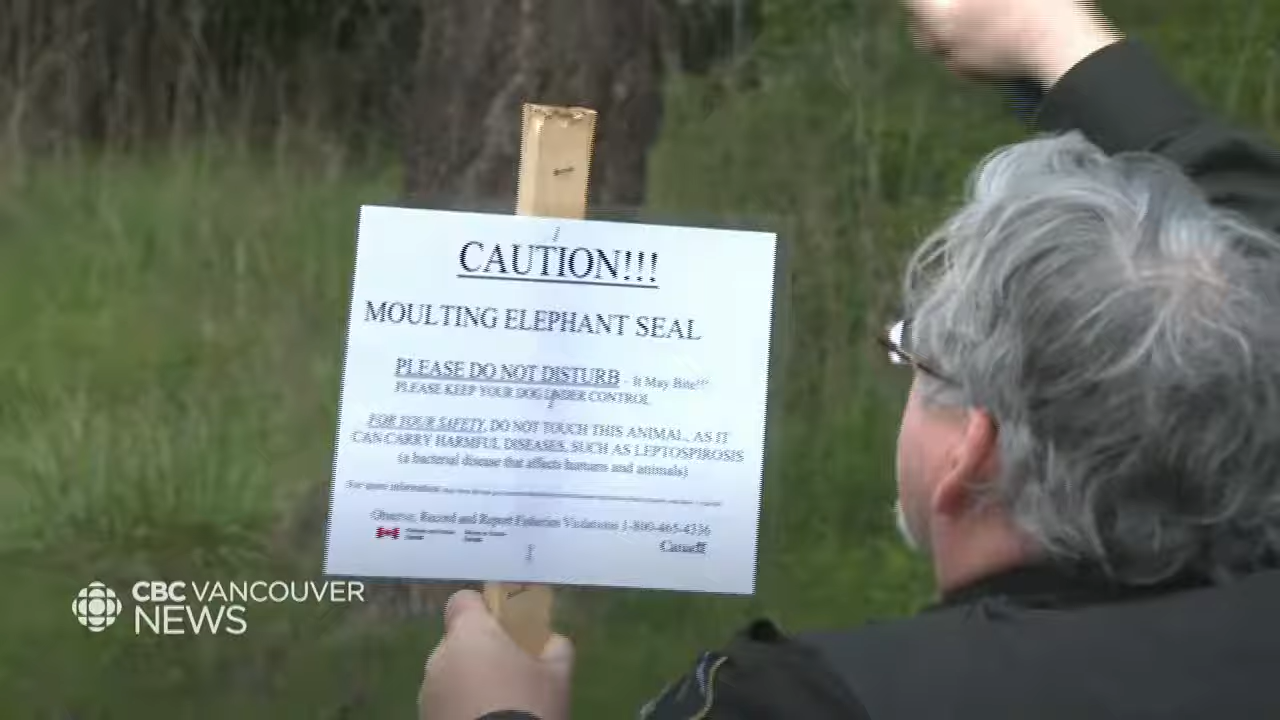 CAUTION!!!
MOULTING ELEPHANT SEAL
PLEASE DO NOT DISTURB - It May Bite!!!
PLEASE KEEP YOUR DOG UNDER CONTROL
FOR YOUR SAFETY, DO NOT TOUCH THIS ANIMAL, AS IT
CAN CARRY HARMFUL DISEASES, SUCH AS LEPTOSPIROSIS
(a bacterial disease that affects humans and animals)
For more information
Observe, Record and Report Fisheries Violations 1-800-465-4336
Canada
CBC VANCOUVER
NEWS